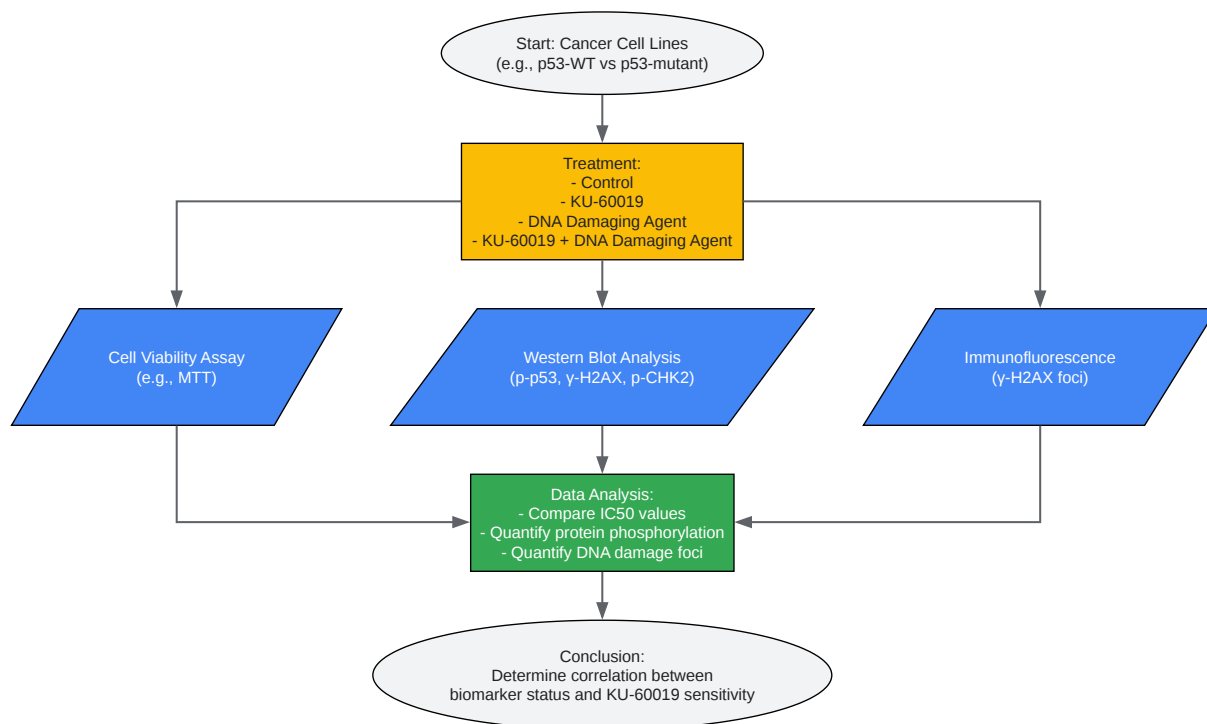 Start: Cancer Cell Lines
(e.g., p53-WT vs p53-mutant)
Treatment:
- Control
- KU-60019
- DNA Damaging Agent
- KU-60019 + DNA Damaging Agent
Cell Viability Assay
(e.g., MTT)
Western Blot Analysis
(p-p53, γ-H2AX, p-CHK2)
Immunofluorescence
(γ-H2AX foci)
Data Analysis:
- Compare IC50 values
- Quantify protein phosphorylation
- Quantify DNA damage foci
Conclusion:
Determine correlation between
biomarker status and KU-60019 sensitivity